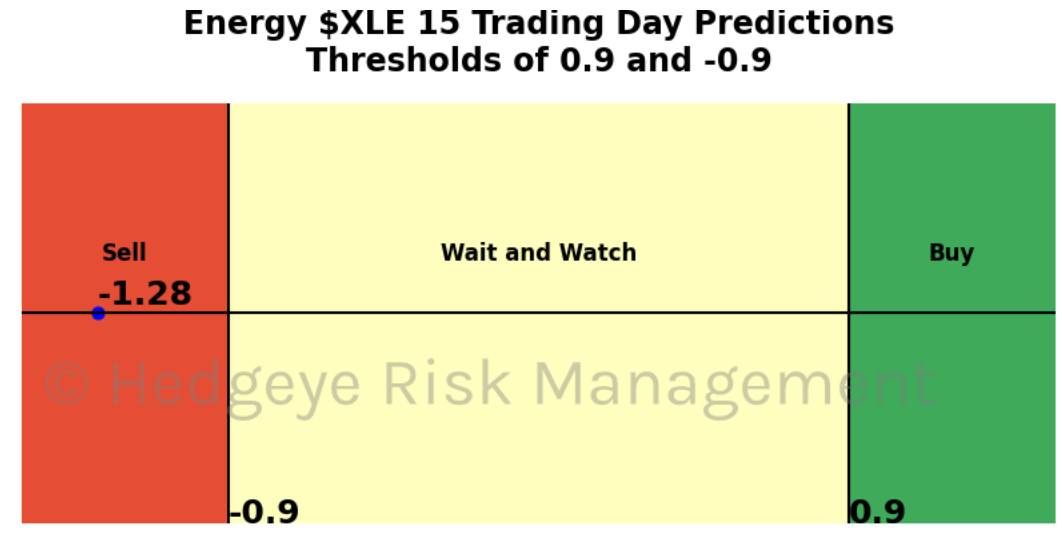 Energy $XLE 15 Trading Day Predictions
Thresholds of 0.9 and -0.9
Sell
Wait and Watch
Buy
-1.28
© Hedgeye Risk Management
-0.9
0.9